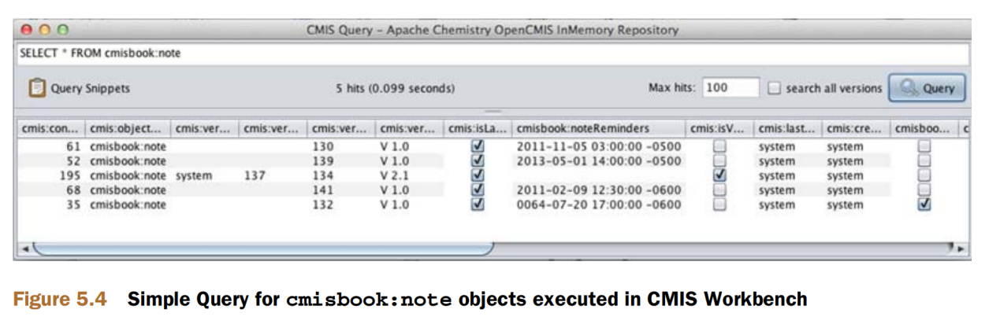 CMIS Query – Apache Chemistry OpenCMIS InMemory Repository
SELECT * FROM cmisbook:note
Query Snippets 5 hits (0.099 seconds) Max hits: 100 search all versions Query
cmis:con... cmis:object... cmis:ver... cmis:ver... cmis:ver... cmis:ver... cmis:isLa... cmisbook:noteReminders cmis:isV... cmis:last... cmis:cre... cmisboo... c
61 cmisbook:note 130 V 1.0 2011-11-05 03:00:00 -0500 system system
52 cmisbook:note 139 V 1.0 2013-05-01 14:00:00 -0500 system system
195 cmisbook:note system 137 134 V 2.1 system system
68 cmisbook:note 141 V 1.0 2011-02-09 12:30:00 -0600 system system
35 cmisbook:note 132 V 1.0 0064-07-20 17:00:00 -0600 system system
Figure 5.4 Simple Query for cmisbook:note objects executed in CMIS Workbench